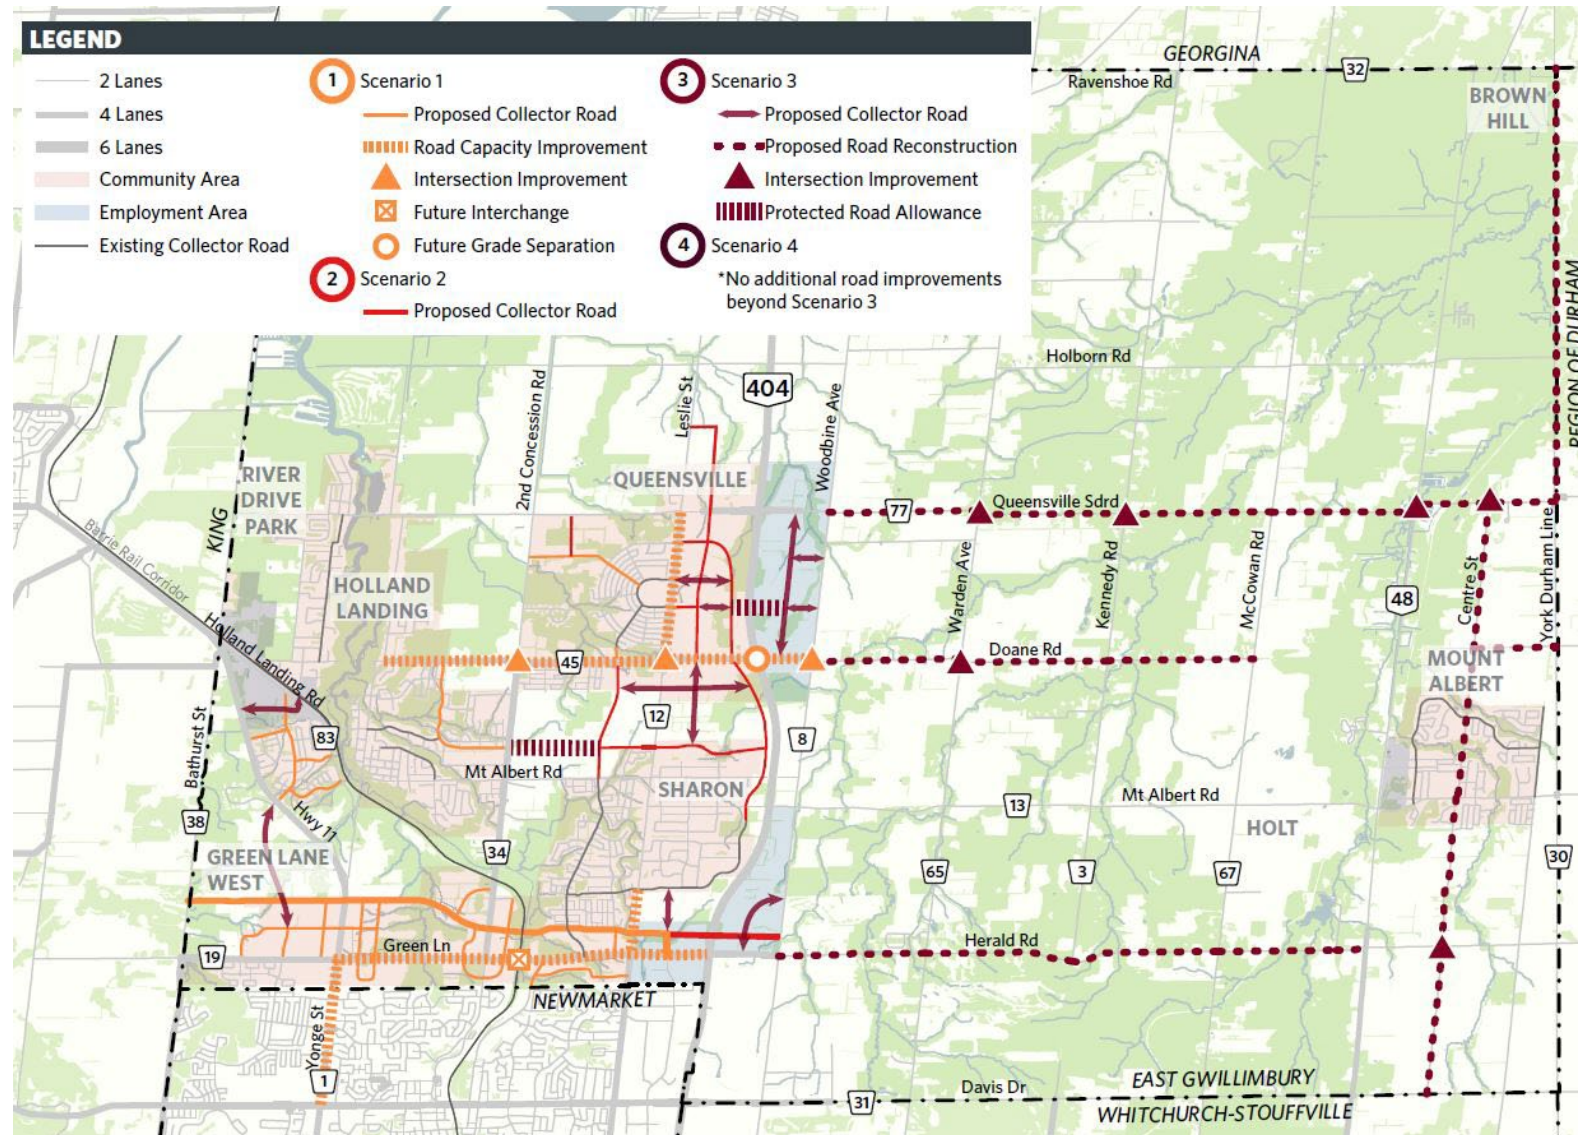 LEGEND
2 Lanes
4 Lanes
6 Lanes
Community Area
Employment Area
Existing Collector Road
1 Scenario 1
Proposed Collector Road
Road Capacity Improvement
Intersection Improvement
Future Interchange
Future Grade Separation
2 Scenario 2
Proposed Collector Road
3 Scenario 3
Proposed Collector Road
Proposed Road Reconstruction
Intersection Improvement
Protected Road Allowance
4 Scenario 4
*No additional road improvements
beyond Scenario 3
GEORGINA
Ravenshoe Rd
32
BROWN
HILL
REGION OF DURHAM
Holborn Rd
404
Woodbine Ave
Leslie St
2nd Concession Rd
KING
RIVER
DRIVE
PARK
QUEENSVILLE
77
Queensville Sdrd
Barrie Rail Corridor
HOLLAND
LANDING
Warden Ave
Kennedy Rd
McCowan Rd
48
Centre St
York Durham Line
Holland Landing Rd
45
Doane Rd
MOUNT
ALBERT
12
83
8
Bathurst St
Mt Albert Rd
SHARON
13
Mt Albert Rd
38
Hwy 11
HOLT
34
GREEN LANE
WEST
65
3
67
30
Green Ln
19
Herald Rd
NEWMARKET
Yonge St
1
Davis Dr
31
EAST GWILLIMBURY
WHITCHURCH-STOUFFVILLE